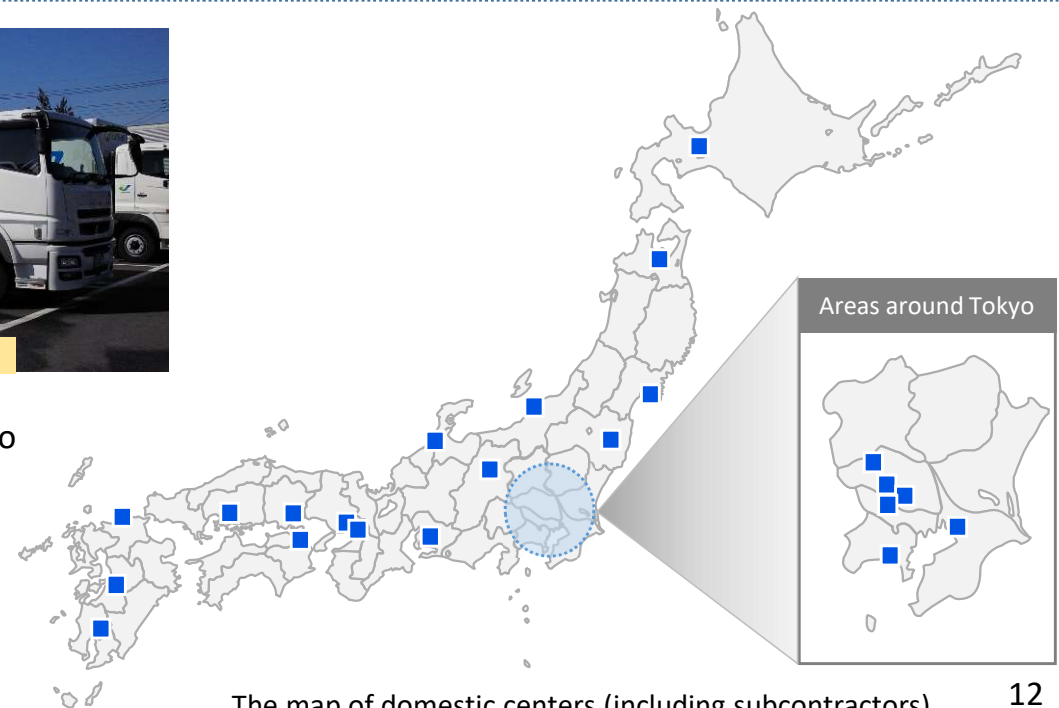 Areas around Tokyo
o
The map of domestic centers (including subcontractors)
12